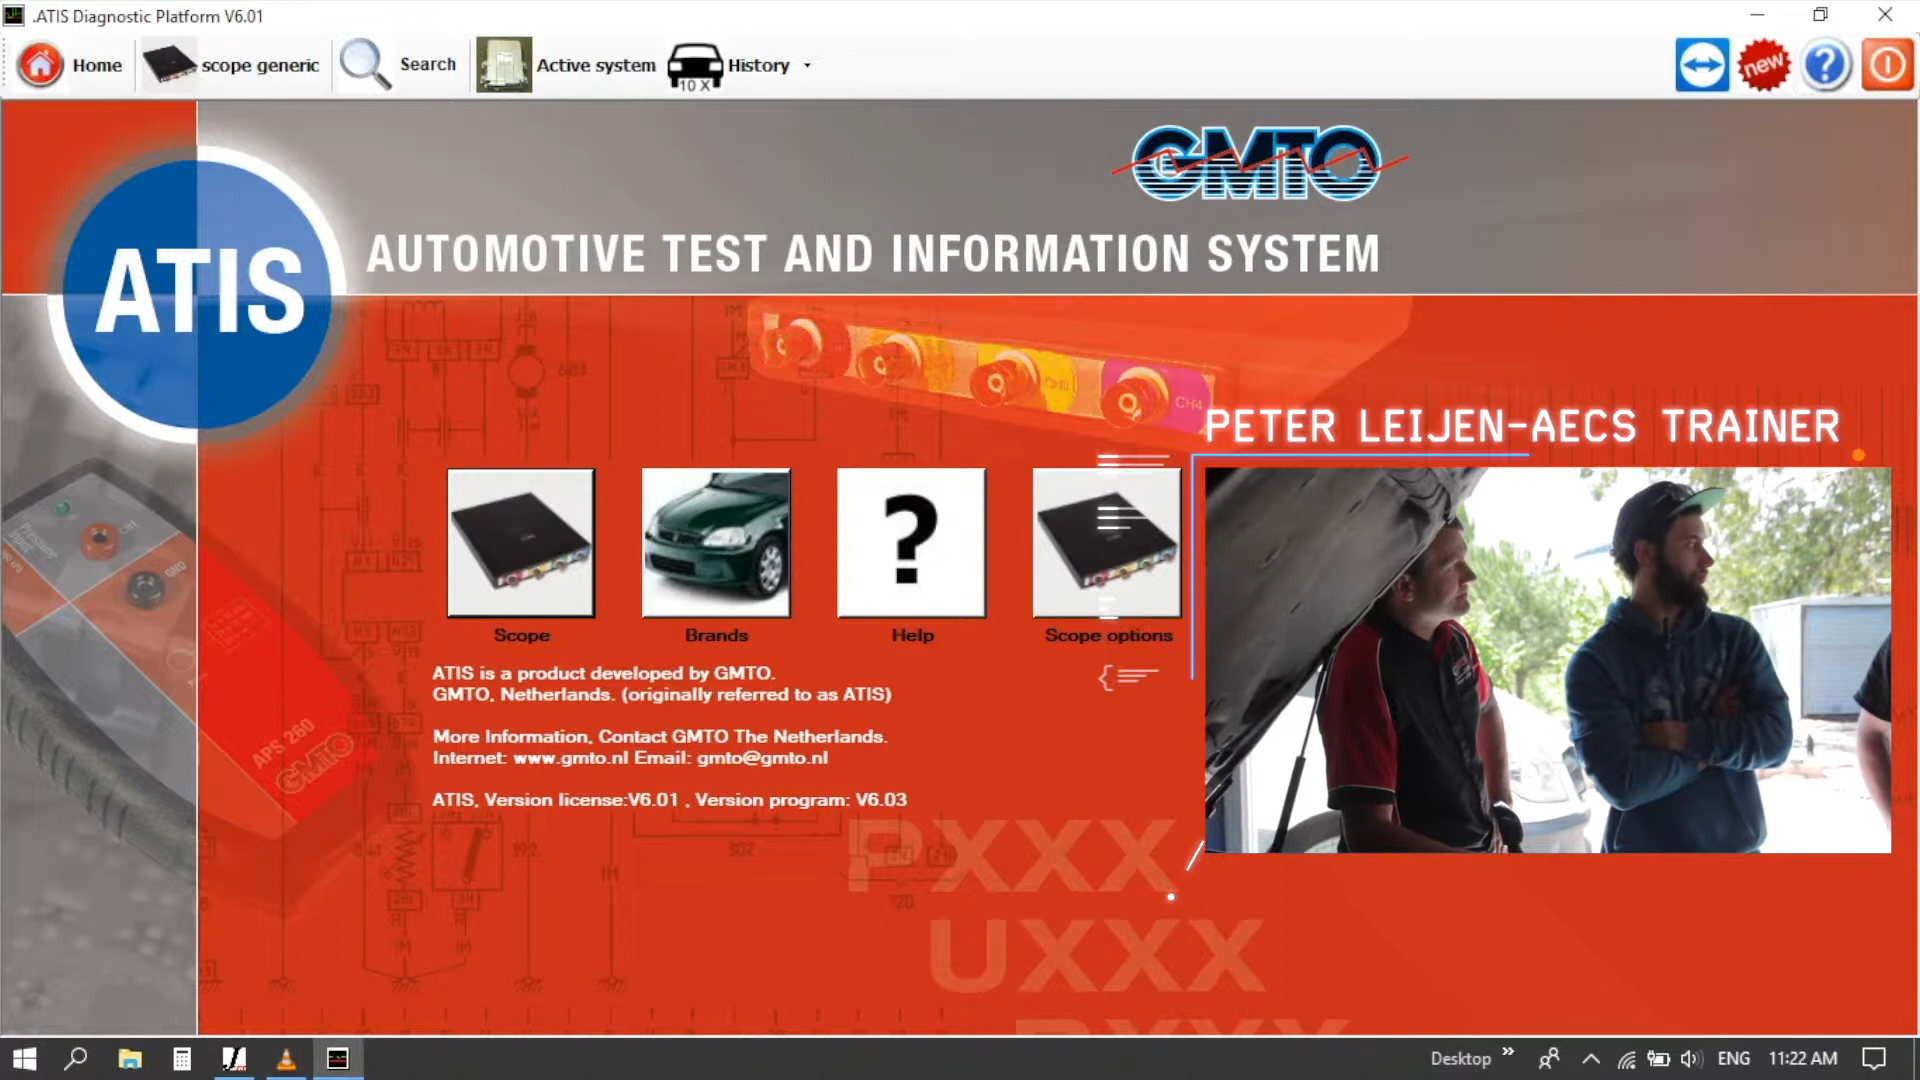 .ATIS Diagnostic Platform V6.01
Home
scope generic
Search
Active system
10 X
History
new
?
GMTO
AUTOMOTIVE TEST AND INFORMATION SYSTEM
ATIS
CH4
PETER LEIJEN-AECS TRAINER
?
Scope
Brands
Help
Scope options
ATIS is a product developed by GMTO.
GMTO, Netherlands. (originally referred to as ATIS)
More Information, Contact GMTO The Netherlands.
Internet: www.gmto.nl Email: gmto@gmto.nl
ATIS, Version license:V6.01 , Version program: V6.03
Pressure
CH1
GND
APS 260
GMTO
PXXX
UXXX
Desktop
ENG
11:22 AM